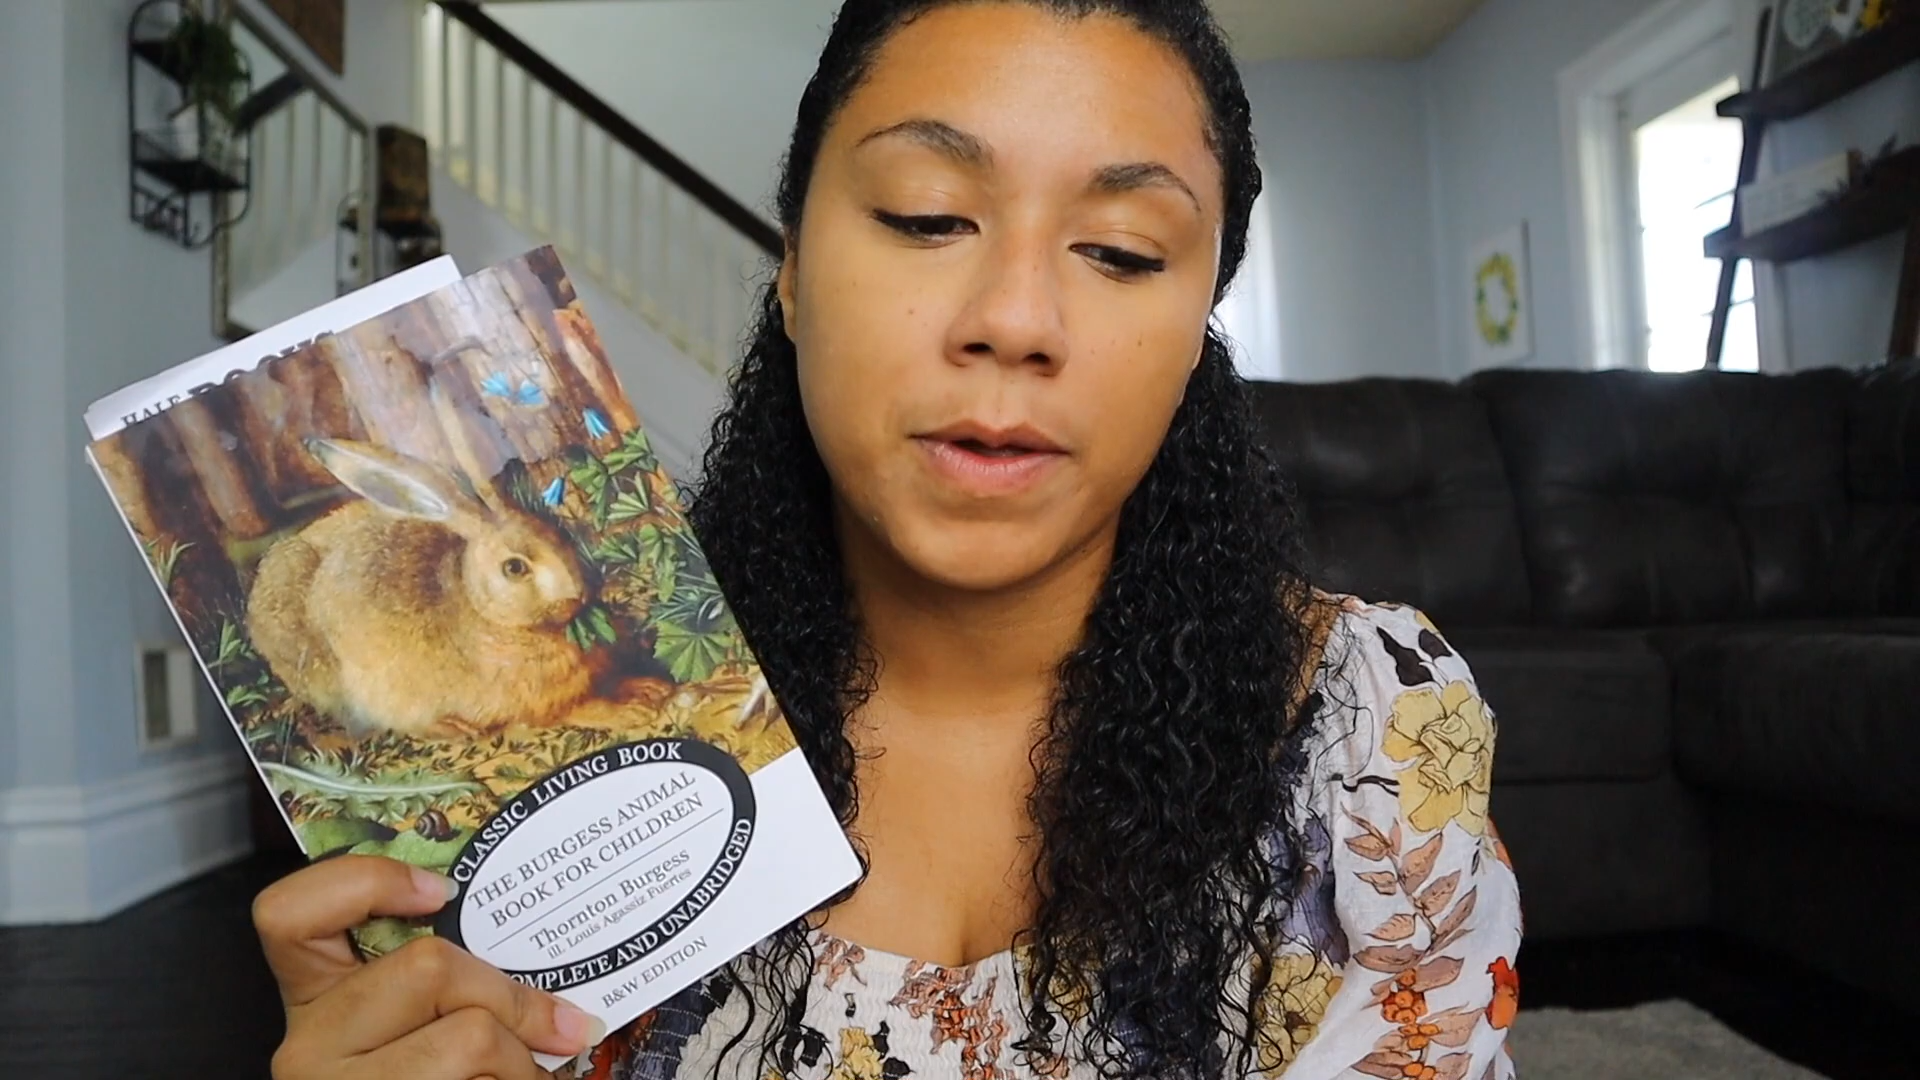 HALF
CLASSIC LIVING BOOK
THE BURGESS ANIMAL
BOOK FOR CHILDREN
Thornton Burgess
ill. Louis Agassiz Fuertes
COMPLETE AND UNABRIDGED
B&W EDITION